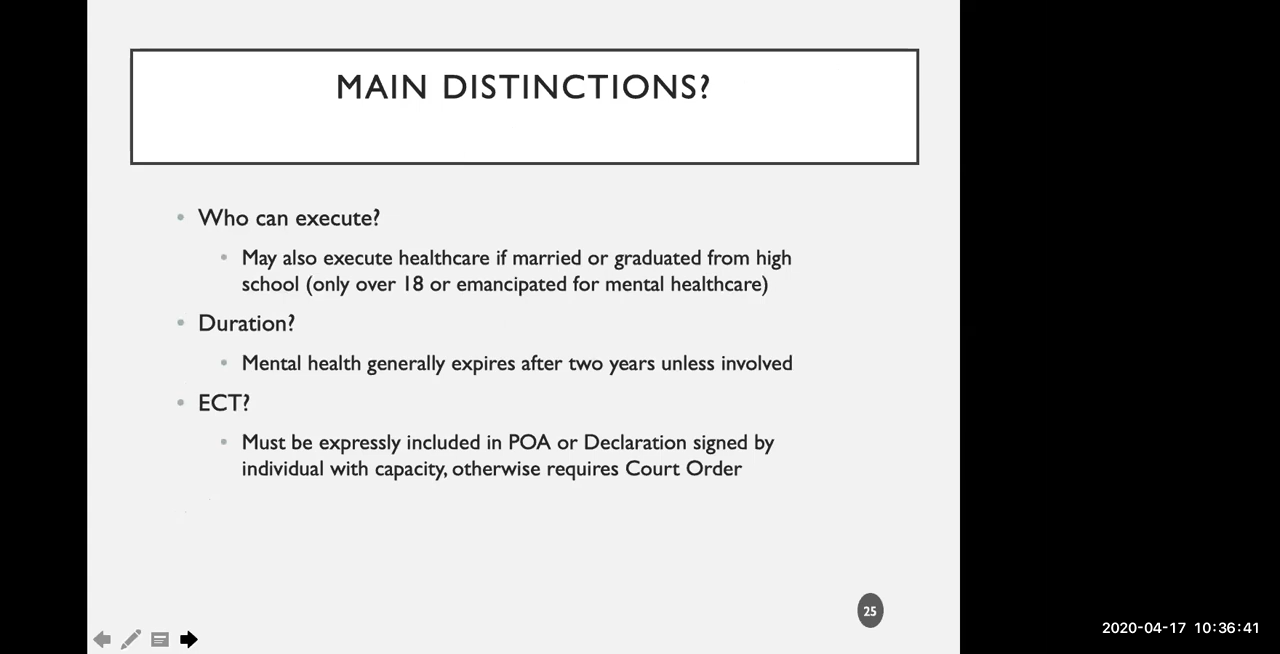 MAIN DISTINCTIONS?
• Who can execute?
• May also execute healthcare if married or graduated from high
school (only over 18 or emancipated for mental healthcare)
• Duration?
• Mental health generally expires after two years unless involved
• ECT?
• Must be expressly included in POA or Declaration signed by
individual with capacity, otherwise requires Court Order
25
2020-04-17 10:36:41